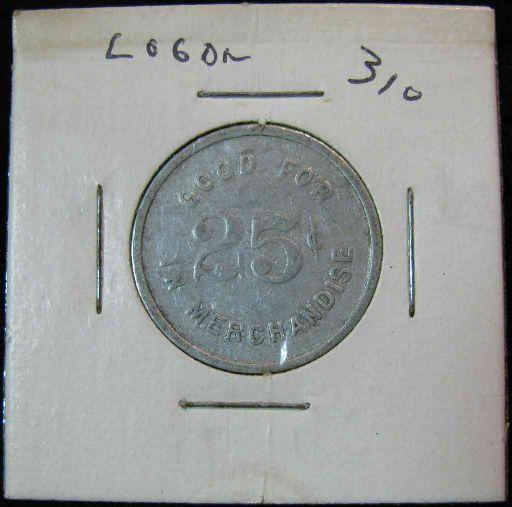 LOGAN 310
GOOD FOR
25¢
IN MERCHANDISE